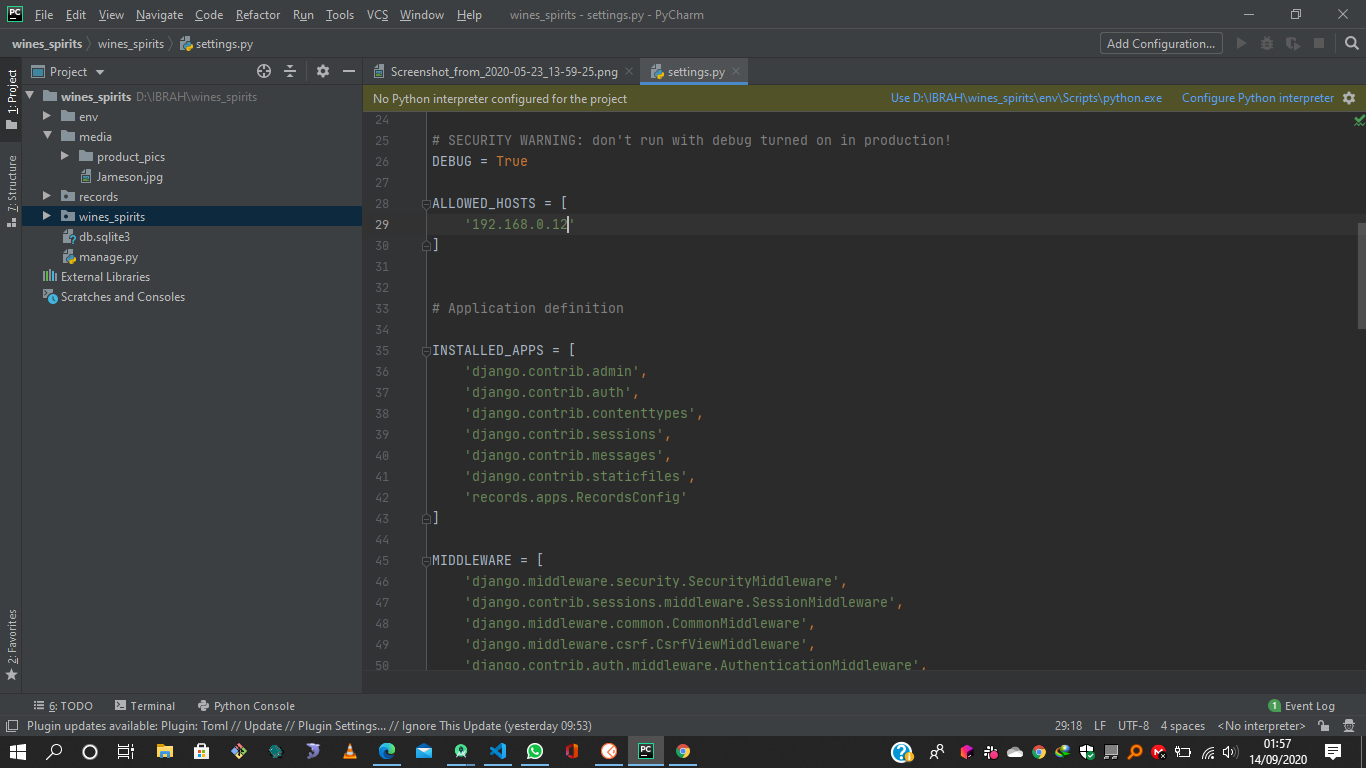 PC File Edit View Navigate Code Refactor Run Tools VCS Window Help wines_spirits - settings.py - PyCharm
wines_spirits wines_spirits settings.py Add Configuration...
1: Project
7: Structure
2: Favorites
Project
wines_spirits D:\IBRAH\wines_spirits
env
media
product_pics
Jameson.jpg
records
wines_spirits
db.sqlite3
manage.py
External Libraries
Scratches and Consoles
Screenshot_from_2020-05-23_13-59-25.png settings.py
No Python interpreter configured for the project Use D:\IBRAH\wines_spirits\env\Scripts\python.exe Configure Python interpreter
24
25 # SECURITY WARNING: don't run with debug turned on in production!
26 DEBUG = True
27
28 ALLOWED_HOSTS = [
29 '192.168.0.12'
30 ]
31
32
33 # Application definition
34
35 INSTALLED_APPS = [
36 'django.contrib.admin',
37 'django.contrib.auth',
38 'django.contrib.contenttypes',
39 'django.contrib.sessions',
40 'django.contrib.messages',
41 'django.contrib.staticfiles',
42 'records.apps.RecordsConfig'
43 ]
44
45 MIDDLEWARE = [
46 'django.middleware.security.SecurityMiddleware',
47 'django.contrib.sessions.middleware.SessionMiddleware',
48 'django.middleware.common.CommonMiddleware',
49 'django.middleware.csrf.CsrfViewMiddleware',
50 'django.contrib.auth.middleware.AuthenticationMiddleware',
6: TODO Terminal Python Console 1 Event Log
Plugin updates available: Plugin: Toml // Update // Plugin Settings... // Ignore This Update (yesterday 09:53) 29:18 LF UTF-8 4 spaces <No interpreter>
PC
01:57
14/09/2020